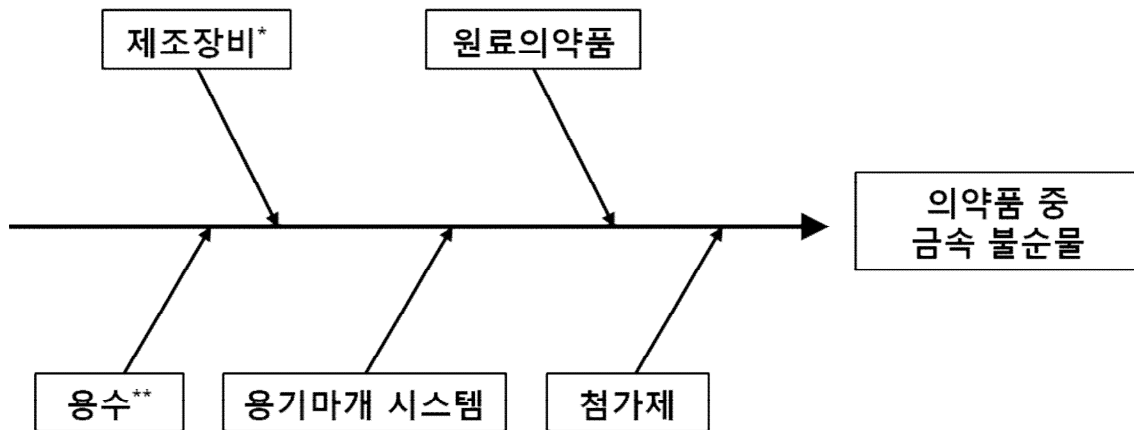 제조장비*
원료의약품
의약품 중
금속 불순물
용수**
용기마개 시스템
첨가제